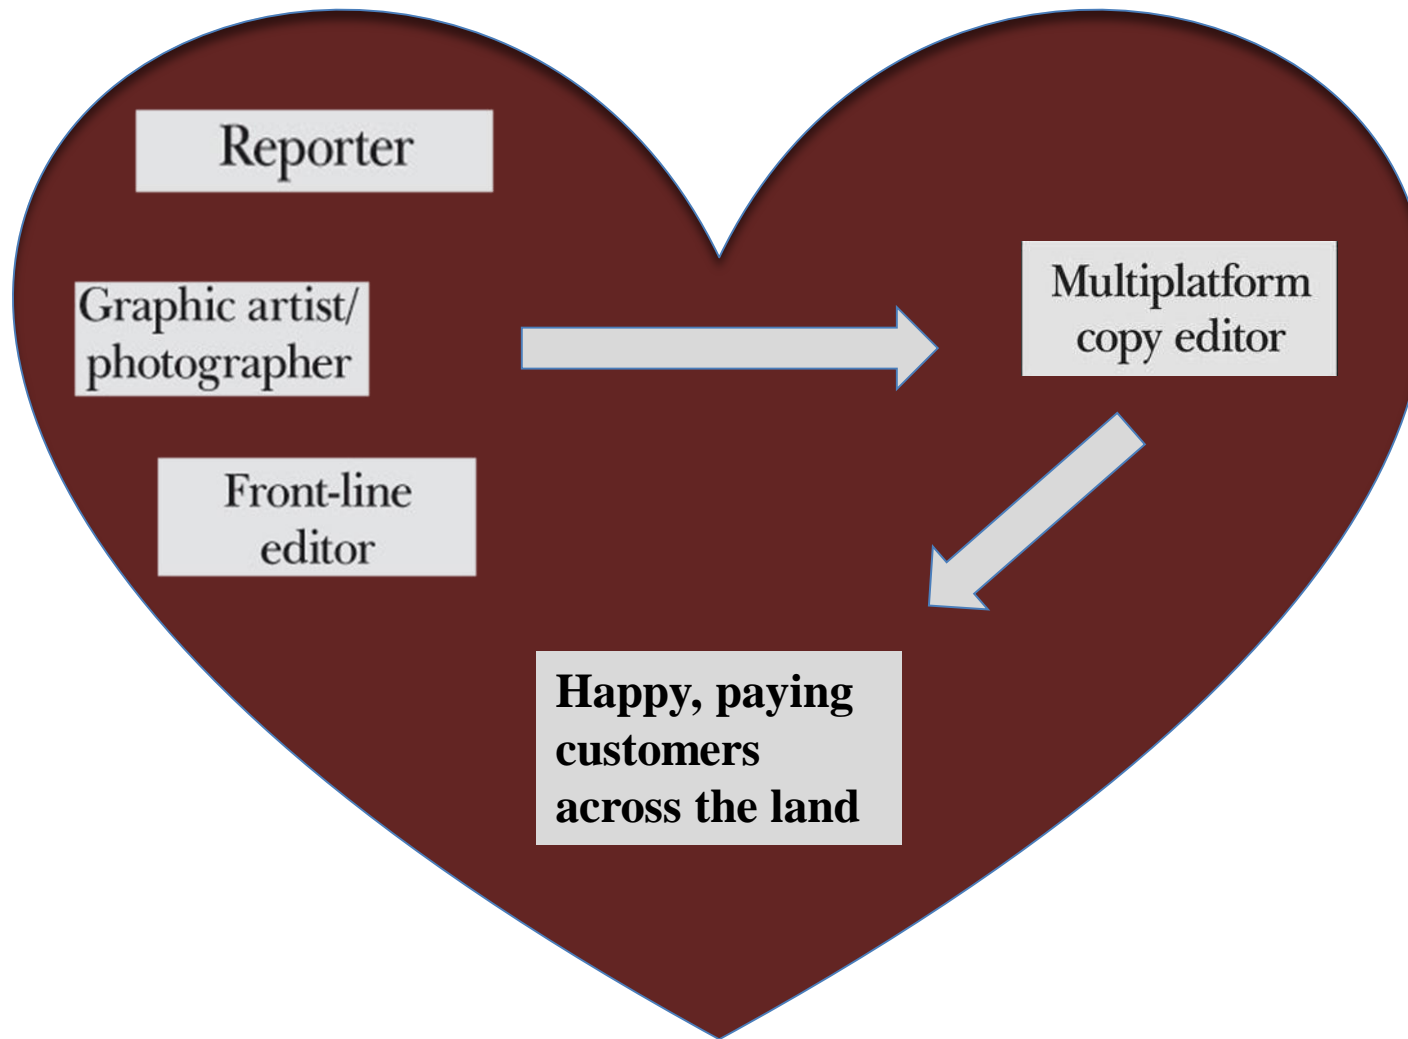 Reporter
Graphic artist/
photographer
Front-line
editor
Multiplatform
copy editor
Happy, paying
customers
across the land